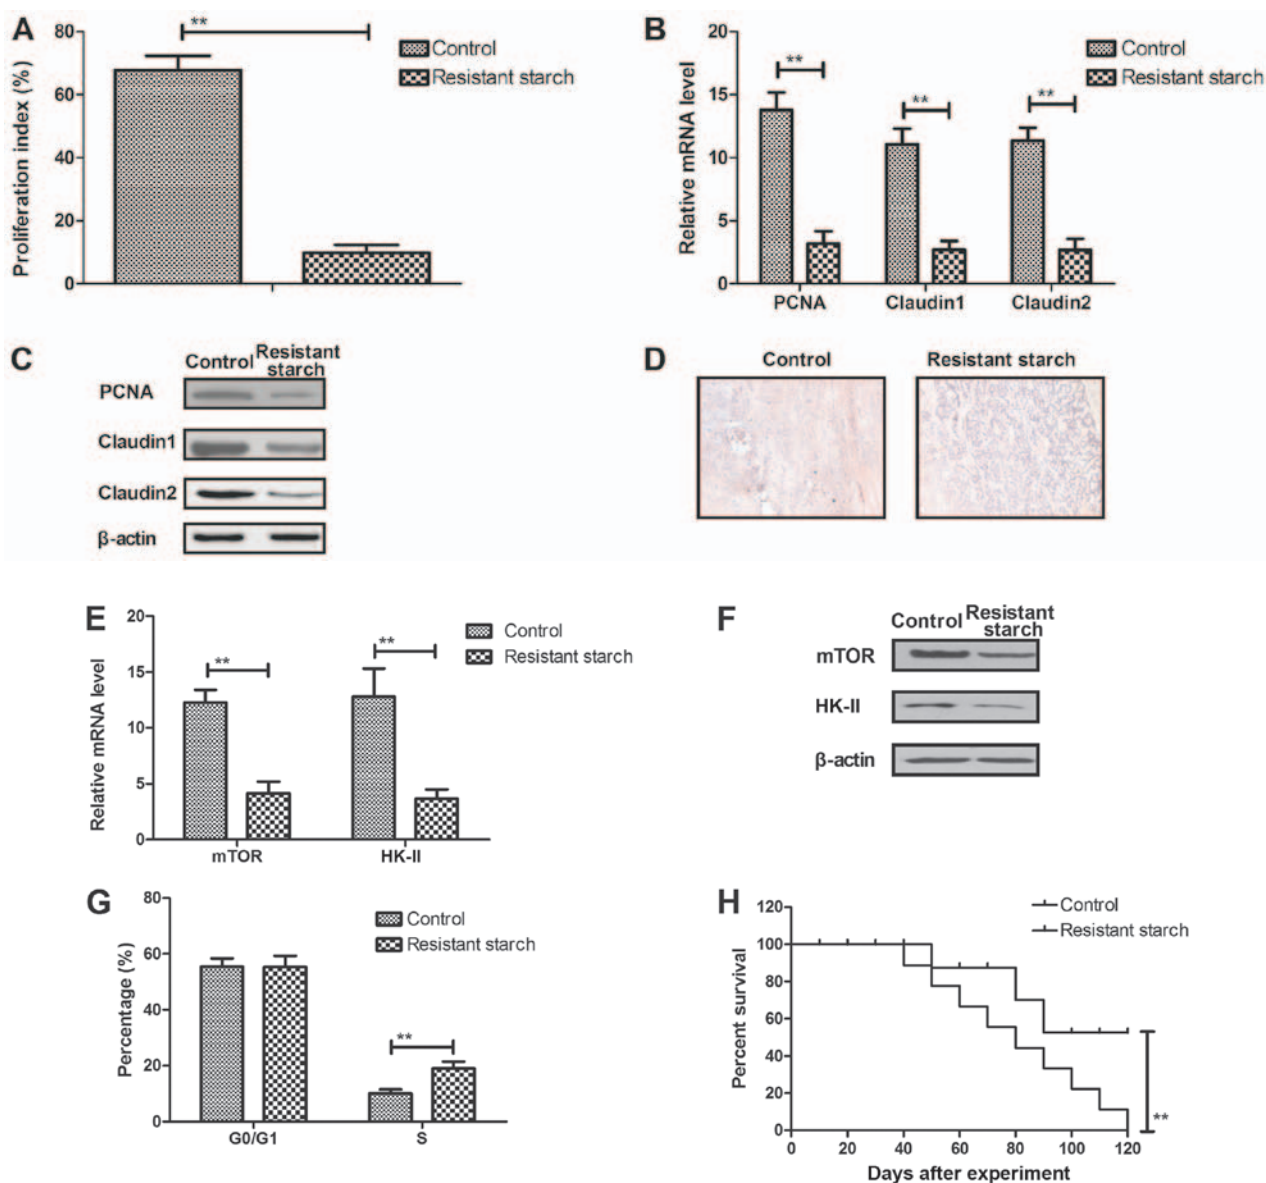 A
80
60
40
20
0
Proliferation index (%)
**
Control
Resistant starch
B
20
15
10
5
0
Relative mRNA level
**
**
**
Control
Resistant starch
PCNA
Claudin1
Claudin2
C
Control
Resistant
starch
PCNA
Claudin1
Claudin2
β-actin
D
Control
Resistant starch
E
20
15
10
5
0
Relative mRNA level
**
**
Control
Resistant starch
mTOR
HK-II
F
Control
Resistant
starch
mTOR
HK-II
β-actin
G
80
60
40
20
0
Percentage (%)
**
Control
Resistant starch
G0/G1
S
H
120
100
80
60
40
20
0
Percent survival
Control
Resistant starch
**
0 20 40 60 80 100 120
Days after experiment